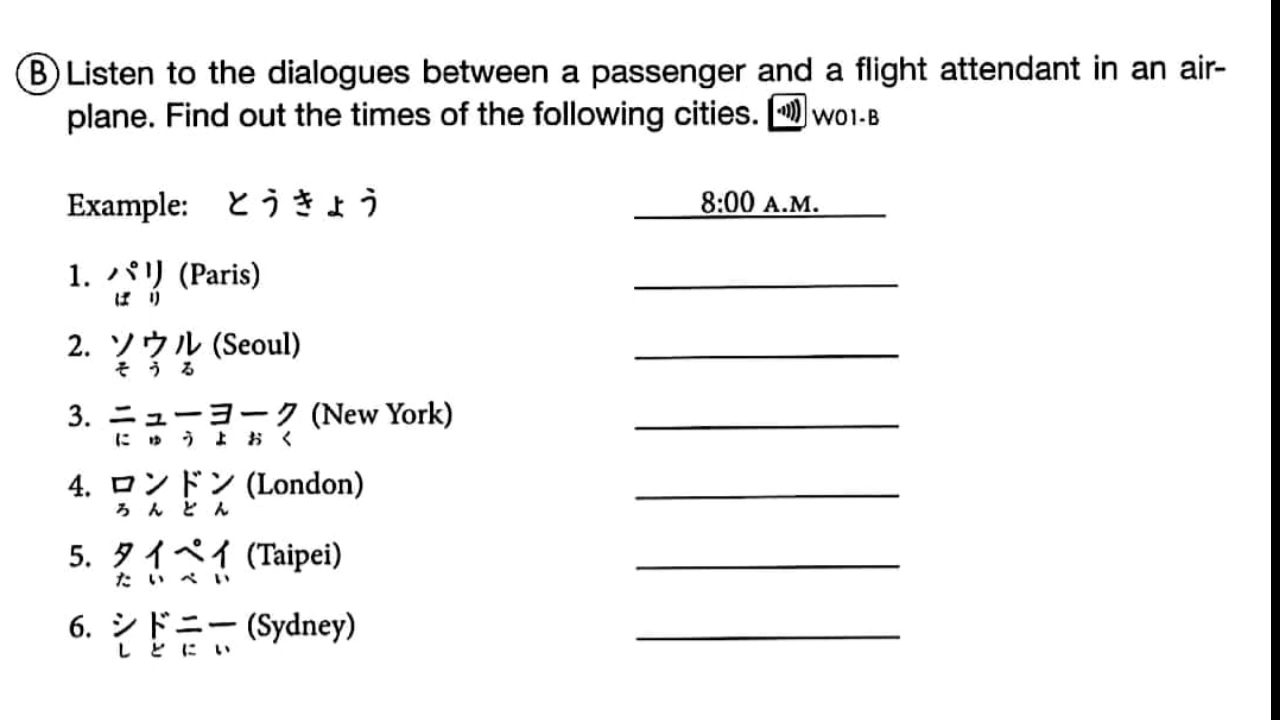 Ⓑ Listen to the dialogues between a passenger and a flight attendant in an air-
plane. Find out the times of the following cities. W01-B
Example: とうきょう 8:00 A.M.
1. パリ (Paris)
ぱ り
2. ソウル (Seoul)
そ う る
3. ニューヨーク (New York)
に ゅ う よ お く
4. ロンドン (London)
ろ ん ど ん
5. タイペイ (Taipei)
た い ぺ い
6. シドニー (Sydney)
し ど に い